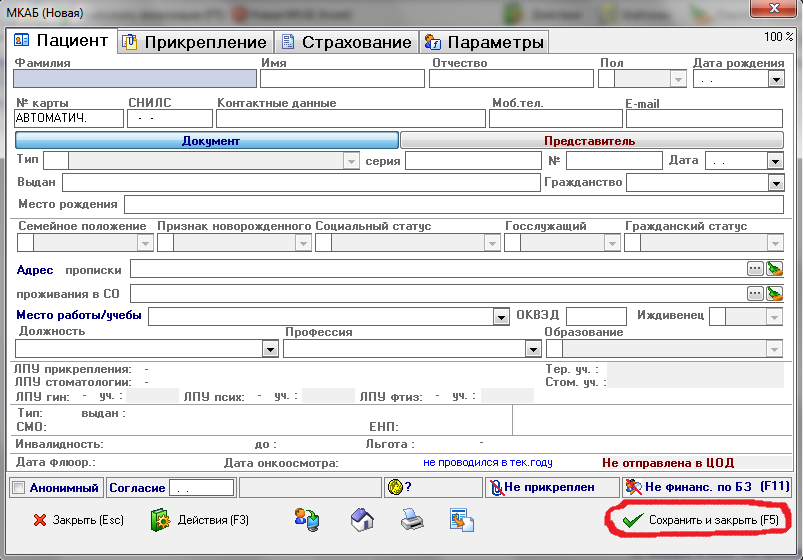 МКАБ (Новая)
Пациент Прикрепление Страхование Параметры 100 %
Фамилия Имя Отчество Пол Дата рождения
. .
№ карты СНИЛС Контактные данные Моб.тел. E-mail
АВТОМАТИЧ. - -
Документ Представитель
Тип серия № Дата . .
Выдан Гражданство
Место рождения
Семейное положение Признак новорожденного Социальный статус Госслужащий Гражданский статус
Адрес прописки ...
проживания в СО ...
Место работы/учебы ОКВЭД Иждивенец
Должность Профессия Образование
ЛПУ прикрепления: - Тер. уч. :
ЛПУ стоматологии: - Стом. уч. :
ЛПУ гин: - уч. : ЛПУ псих: - уч. : ЛПУ фтиз: - уч. :
Тип: выдан :
СМО: ЕНП:
Инвалидность: до : Льгота : -
Дата флюор.: Дата онкоосмотра: не проводился в тек.году Не отправлена в ЦОД
Анонимный Согласие . . ? Не прикреплен Не финанс. по БЗ (F11)
Закрыть (Esc) Действия (F3) Сохранить и закрыть (F5)